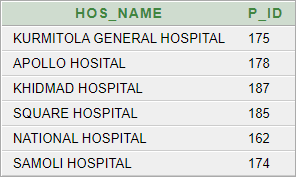 HOS_NAME P_ID
KURMITOLA GENERAL HOSPITAL 175
APOLLO HOSITAL 178
KHIDMAD HOSPITAL 187
SQUARE HOSPITAL 185
NATIONAL HOSPITAL 162
SAMOLI HOSPITAL 174